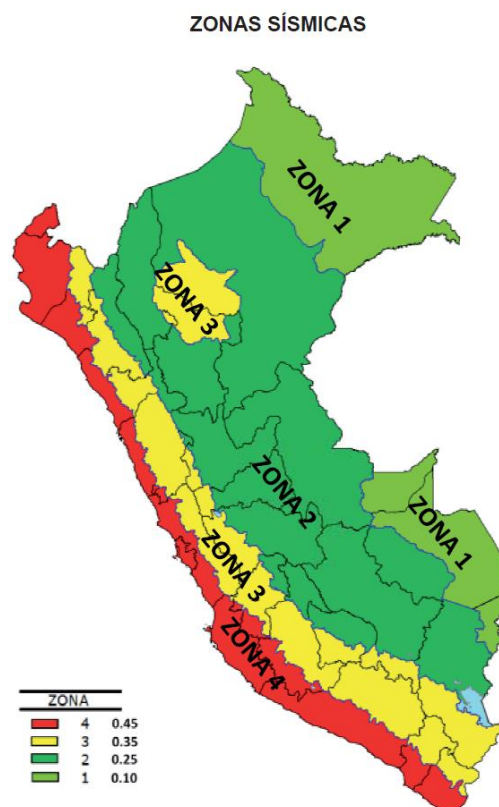 ZONAS SÍSMICAS
ZONA 1
ZONA 3
ZONA 2
ZONA 1
ZONA 3
ZONA 4
ZONA
4 0.45
3 0.35
2 0.25
1 0.10